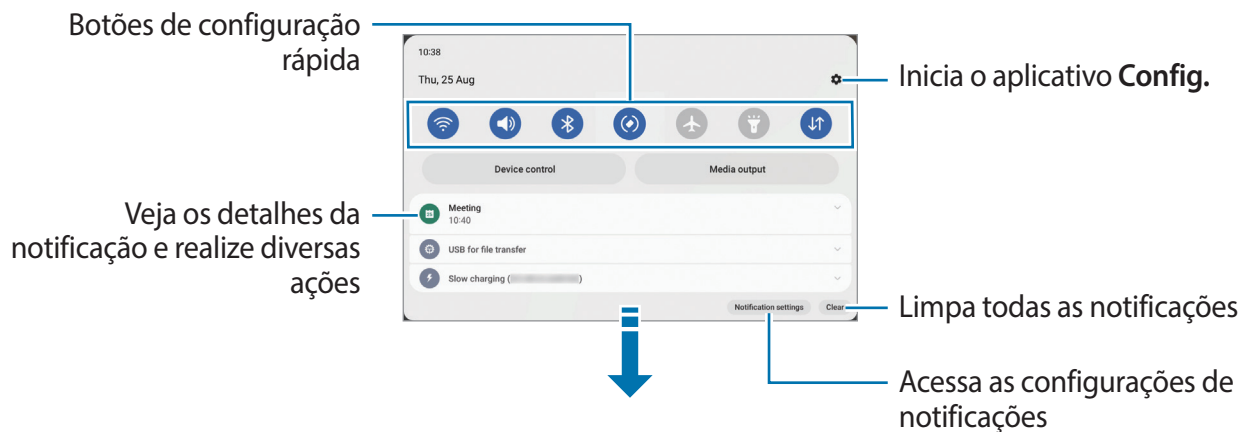 Botões de configuração
rápida
10:38
Thu, 25 Aug
Inicia o aplicativo Config.
Device control
Media output
Veja os detalhes da
notificação e realize diversas
ações
Meeting
10:40
USB for file transfer
Slow charging ( )
Notification settings
Clear
Limpa todas as notificações
Acessa as configurações de
notificações